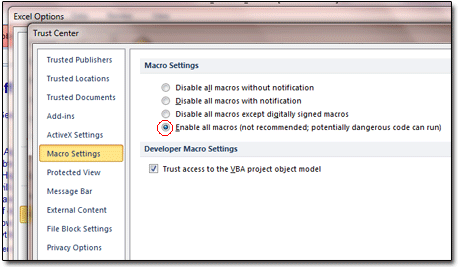 Excel Options
Trust Center
Trusted Publishers
Trusted Locations
Trusted Documents
Add-ins
ActiveX Settings
Macro Settings
Protected View
Message Bar
External Content
File Block Settings
Privacy Options
Macro Settings
Disable all macros without notification
Disable all macros with notification
Disable all macros except digitally signed macros
Enable all macros (not recommended; potentially dangerous code can run)
Developer Macro Settings
Trust access to the VBA project object model